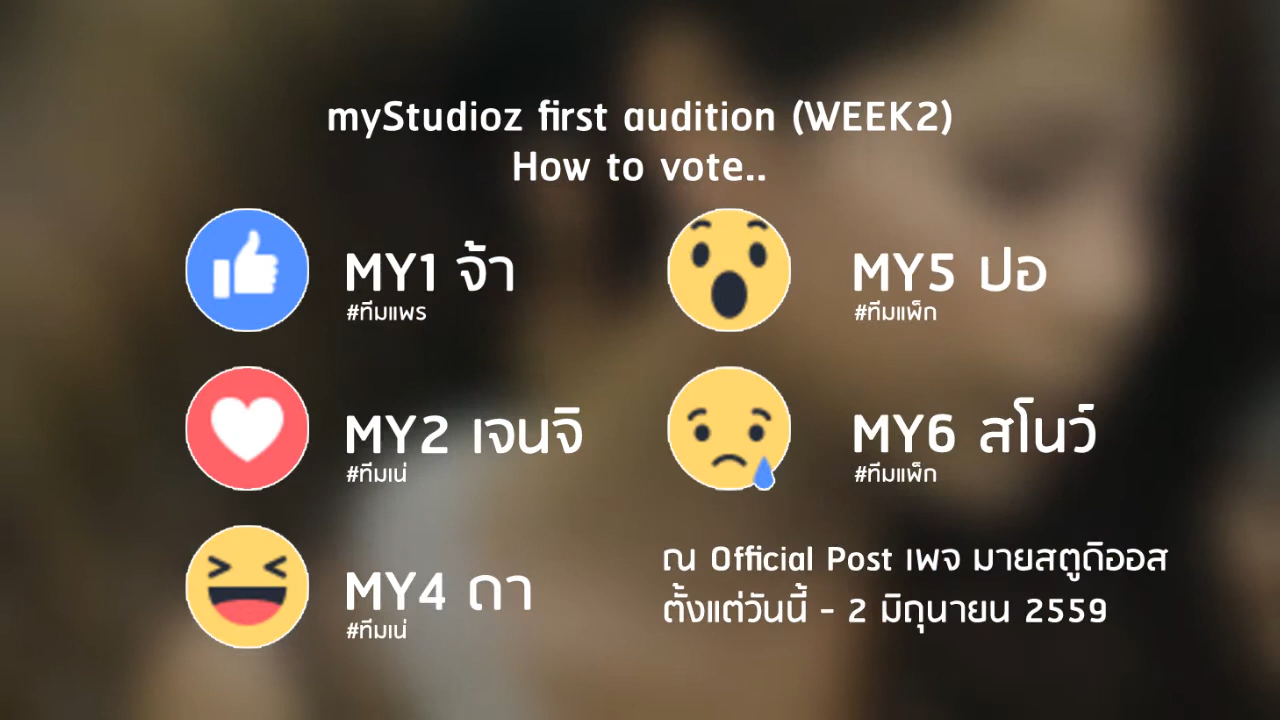 myStudioz first audition (WEEK2)
How to vote..
MY1 จ้า
#ทีมแพร
MY2 เจนจิ
#ทีมเน่
MY4 ดา
#ทีมเน่
MY5 ปอ
#ทีมแพ็ก
MY6 สโนว์
#ทีมแพ็ก
ณ Official Post เพจ มายสตูดิออส
ตั้งแต่วันนี้ - 2 มิถุนายน 2559